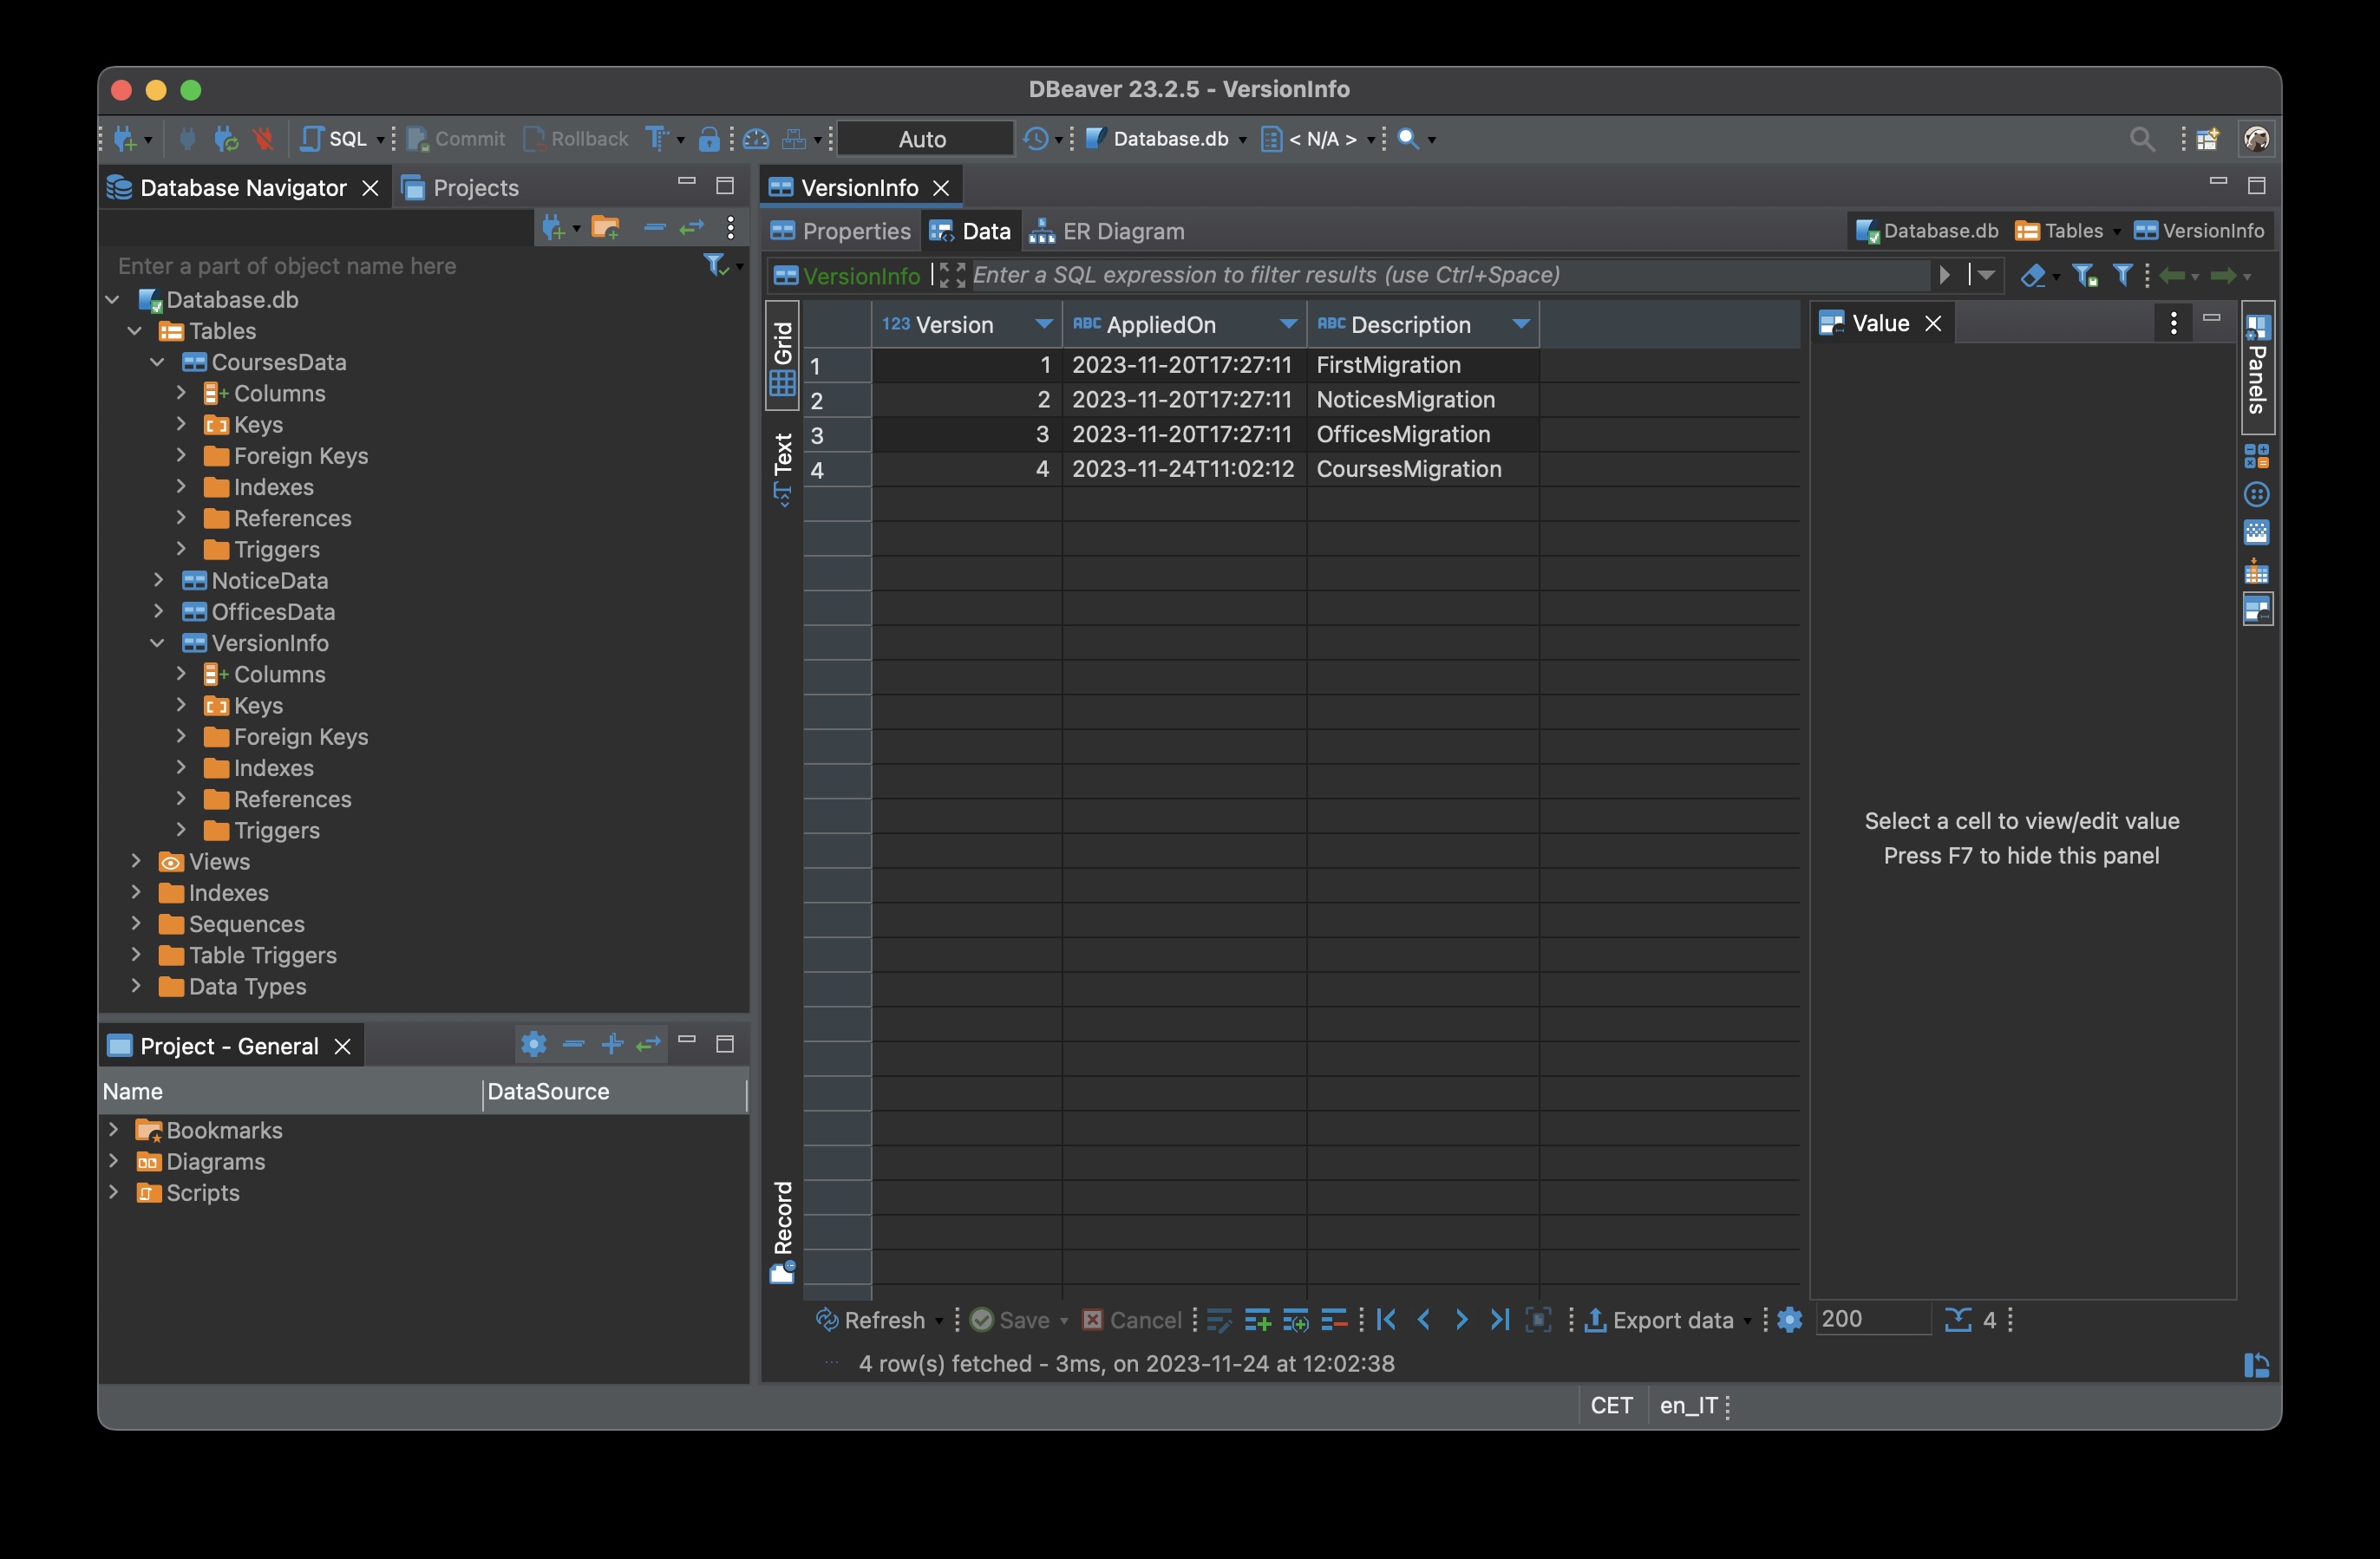 DBeaver 23.2.5 - VersionInfo
SQL Commit Rollback Auto Database.db < N/A >
Database Navigator Projects
Enter a part of object name here
Database.db
Tables
CoursesData
Columns
Keys
Foreign Keys
Indexes
References
Triggers
NoticeData
OfficesData
VersionInfo
Columns
Keys
Foreign Keys
Indexes
References
Triggers
Views
Indexes
Sequences
Table Triggers
Data Types
Project - General
Name DataSource
Bookmarks
Diagrams
Scripts
VersionInfo
Properties Data ER Diagram Database.db Tables VersionInfo
VersionInfo Enter a SQL expression to filter results (use Ctrl+Space)
Grid
Text
Record
123 Version ABC AppliedOn ABC Description
1 1 2023-11-20T17:27:11 FirstMigration
2 2 2023-11-20T17:27:11 NoticesMigration
3 3 2023-11-20T17:27:11 OfficesMigration
4 4 2023-11-24T11:02:12 CoursesMigration
Value
Select a cell to view/edit value
Press F7 to hide this panel
Panels
Refresh Save Cancel Export data 200 4
4 row(s) fetched - 3ms, on 2023-11-24 at 12:02:38
CET en_IT